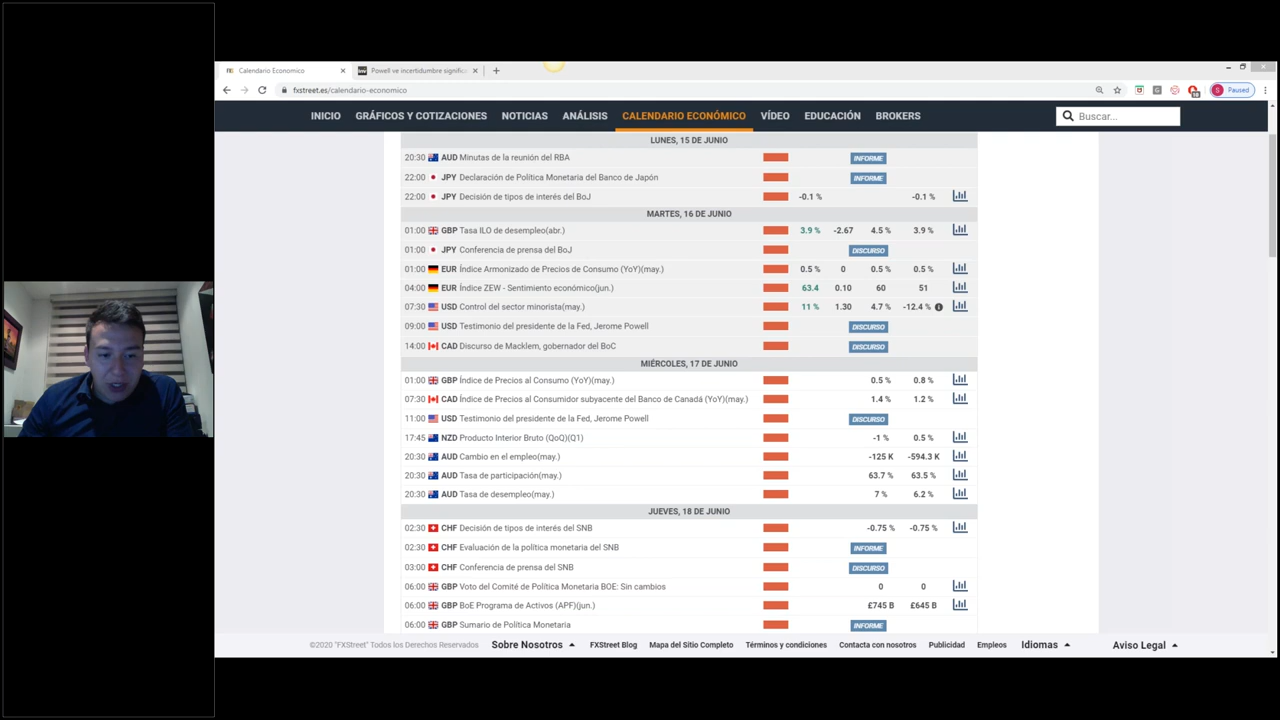 Calendario Economico
Powell ve incertidumbre signific
fxstreet.es/calendario-economico
Paused
INICIO GRÁFICOS Y COTIZACIONES NOTICIAS ANÁLISIS CALENDARIO ECONÓMICO VÍDEO EDUCACIÓN BROKERS Buscar...
LUNES, 15 DE JUNIO
20:30 AUD Minutas de la reunión del RBA INFORME
22:00 JPY Declaración de Política Monetaria del Banco de Japón INFORME
22:00 JPY Decisión de tipos de interés del BoJ -0.1 % -0.1 %
MARTES, 16 DE JUNIO
01:00 GBP Tasa ILO de desempleo(abr.) 3.9 % -2.67 4.5 % 3.9 %
01:00 JPY Conferencia de prensa del BoJ DISCURSO
01:00 EUR Índice Armonizado de Precios de Consumo (YoY)(may.) 0.5 % 0 0.5 % 0.5 %
04:00 EUR Índice ZEW - Sentimiento económico(jun.) 63.4 0.10 60 51
07:30 USD Control del sector minorista(may.) 11 % 1.30 4.7 % -12.4 %
09:00 USD Testimonio del presidente de la Fed, Jerome Powell DISCURSO
14:00 CAD Discurso de Macklem, gobernador del BoC DISCURSO
MIÉRCOLES, 17 DE JUNIO
01:00 GBP Índice de Precios al Consumo (YoY)(may.) 0.5 % 0.8 %
07:30 CAD Índice de Precios al Consumidor subyacente del Banco de Canadá (YoY)(may.) 1.4 % 1.2 %
11:00 USD Testimonio del presidente de la Fed, Jerome Powell DISCURSO
17:45 NZD Producto Interior Bruto (QoQ)(Q1) -1 % 0.5 %
20:30 AUD Cambio en el empleo(may.) -125 K -594.3 K
20:30 AUD Tasa de participación(may.) 63.7 % 63.5 %
20:30 AUD Tasa de desempleo(may.) 7 % 6.2 %
JUEVES, 18 DE JUNIO
02:30 CHF Decisión de tipos de interés del SNB -0.75 % -0.75 %
02:30 CHF Evaluación de la política monetaria del SNB INFORME
03:00 CHF Conferencia de prensa del SNB DISCURSO
06:00 GBP Voto del Comité de Política Monetaria BOE: Sin cambios 0 0
06:00 GBP BoE Programa de Activos (APF)(jun.) £745 B £645 B
06:00 GBP Sumario de Política Monetaria INFORME
©2020 "FXStreet" Todos los Derechos Reservados Sobre Nosotros FXStreet Blog Mapa del Sitio Completo Términos y condiciones Contacta con nosotros Publicidad Empleos Idiomas Aviso Legal